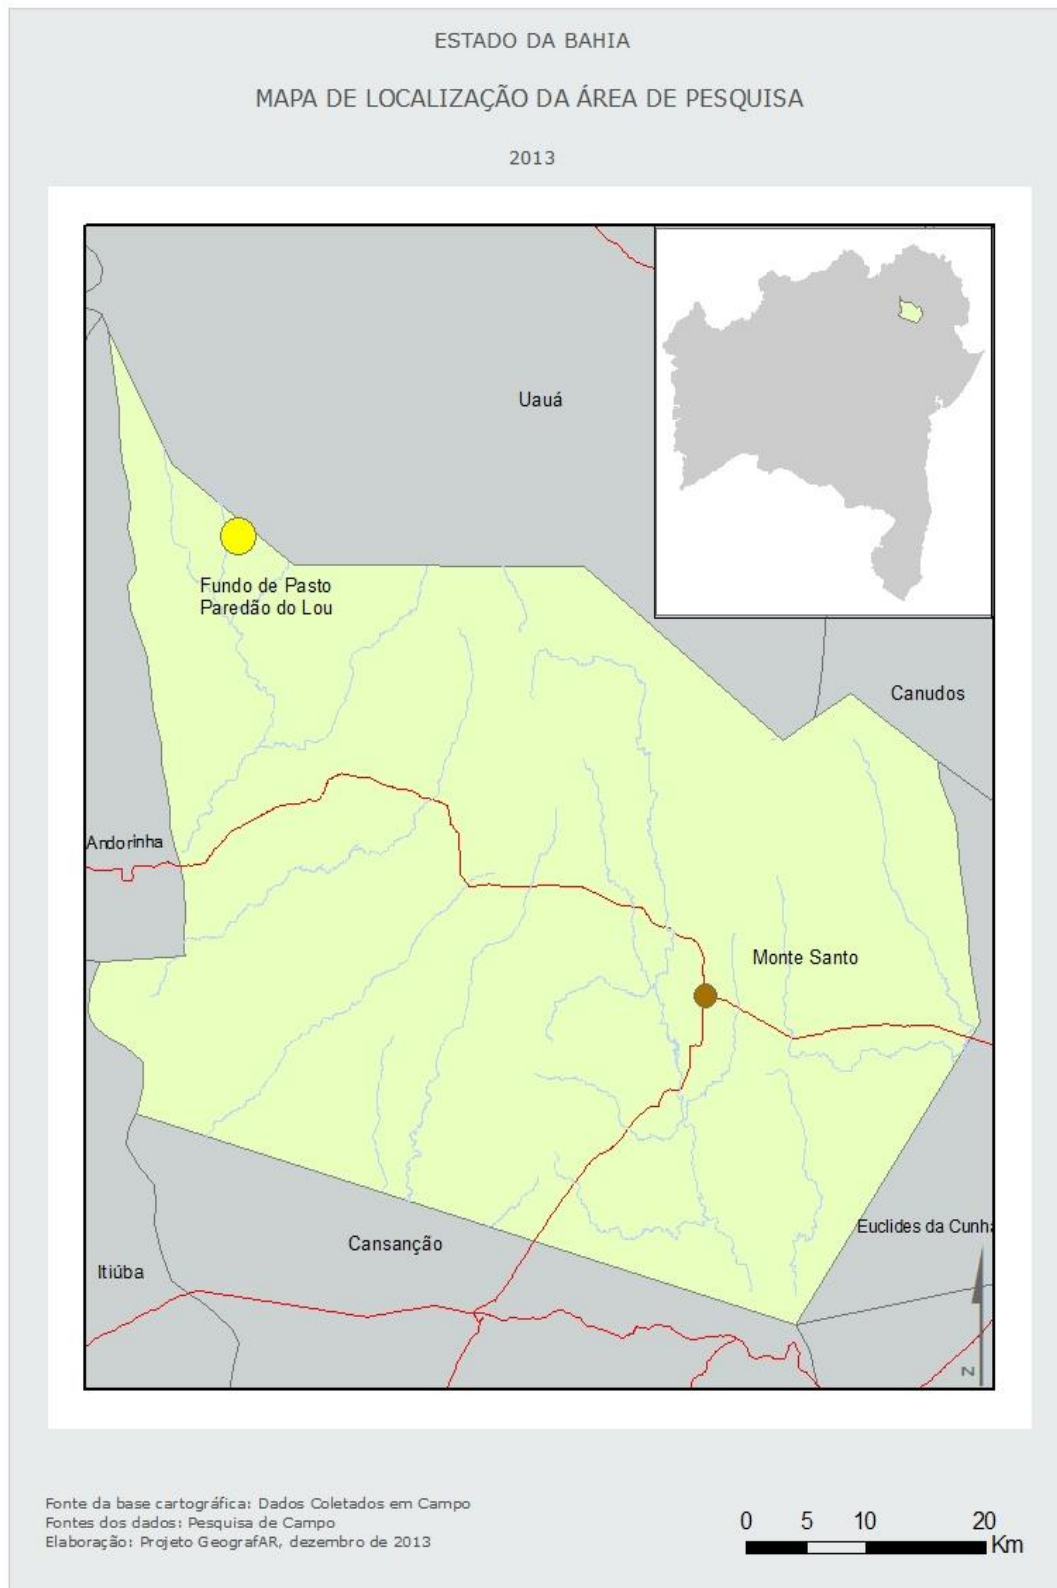 ESTADO DA BAHIA
MAPA DE LOCALIZAÇÃO DA ÁREA DE PESQUISA
2013
Uauá
Fundo de Pasto
Paredão do Lou
Canudos
Andorinha
Monte Santo
Euclides da Cunha
Cansanção
Itiúba
N
Fonte da base cartográfica: Dados Coletados em Campo
Fontes dos dados: Pesquisa de Campo
Elaboração: Projeto GeografAR, dezembro de 2013
0 5 10 20
Km